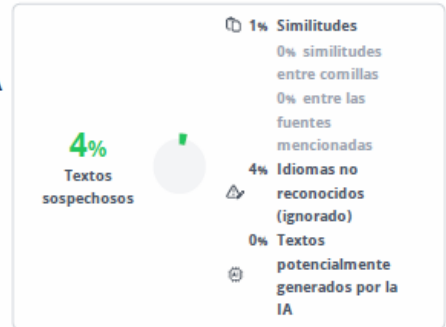 4%
Textos
sospechosos
1% Similitudes
0% similitudes
entre comillas
0% entre las
fuentes
mencionadas
4% Idiomas no
reconocidos
(ignorado)
0% Textos
potencialmente
generados por la
IA